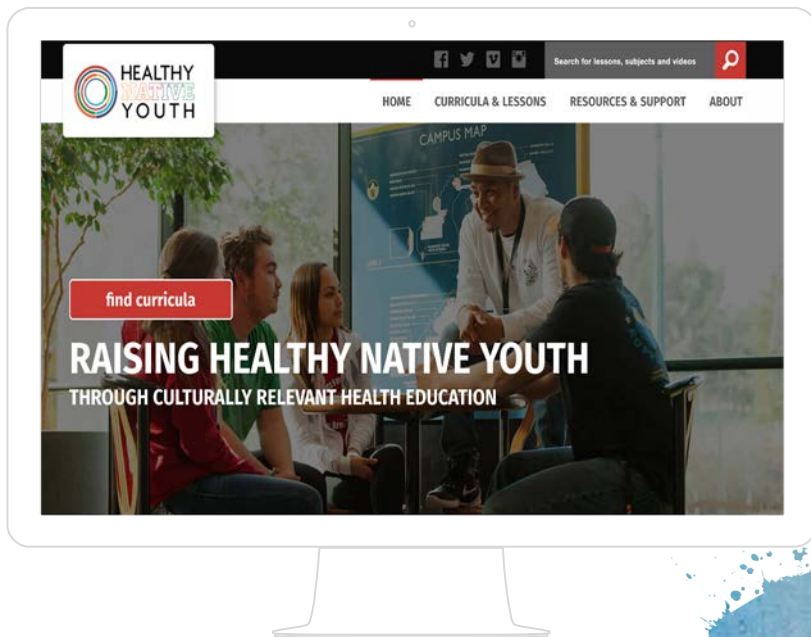 HEALTHY
NATIVE
YOUTH
Search for lessons, subjects and videos
HOME CURRICULA & LESSONS RESOURCES & SUPPORT ABOUT
CAMPUS MAP
find curricula
RAISING HEALTHY NATIVE YOUTH
THROUGH CULTURALLY RELEVANT HEALTH EDUCATION